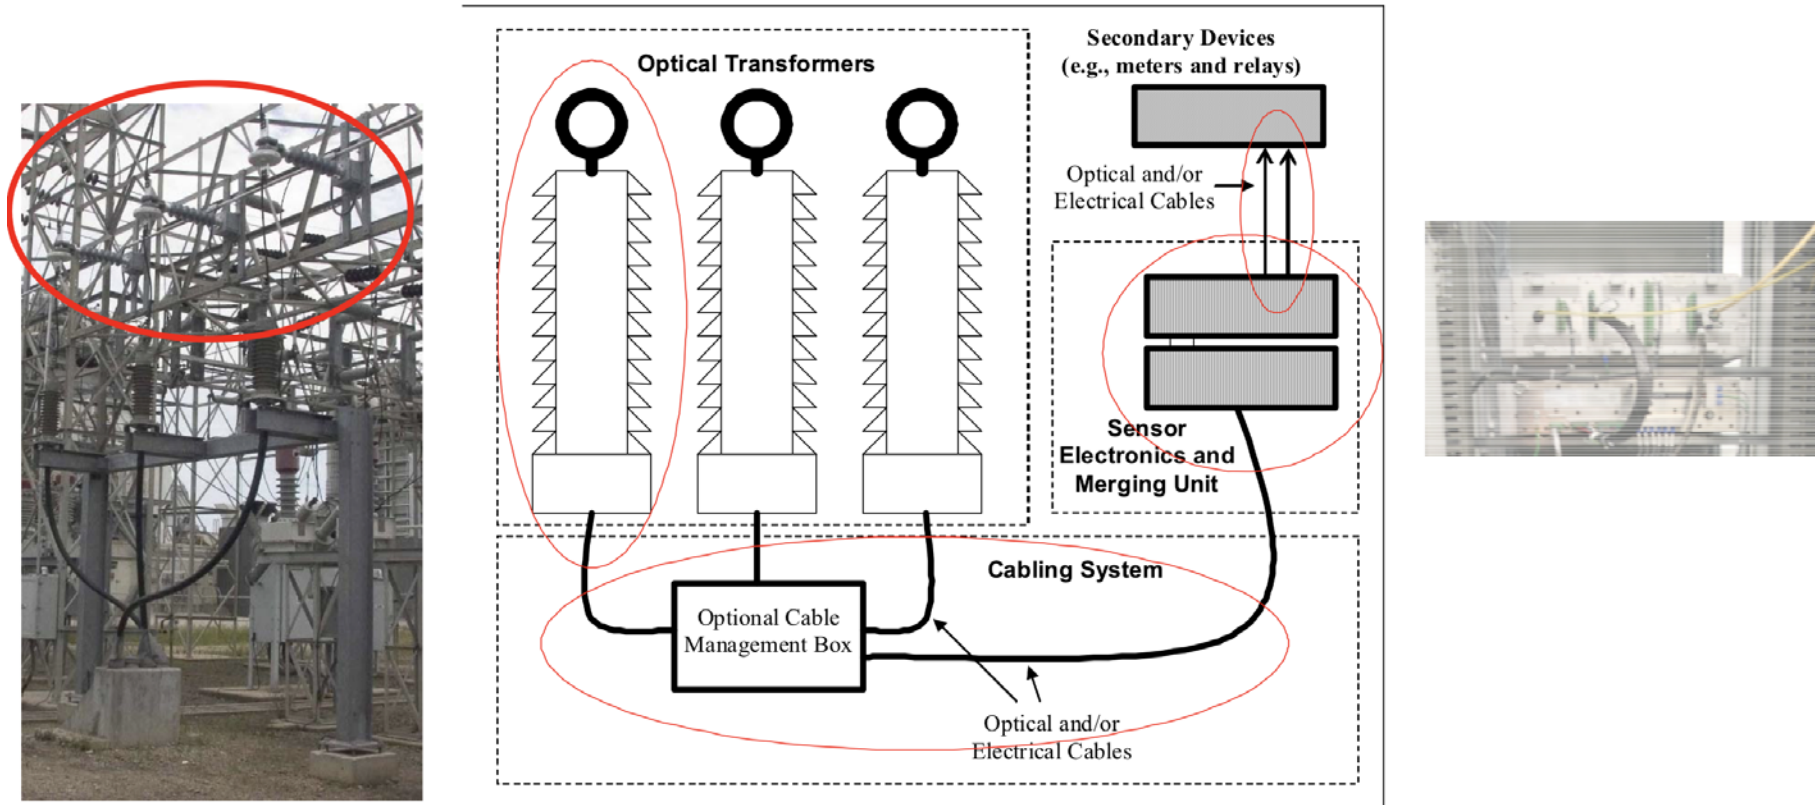 Optical Transformers
Secondary Devices
(e.g., meters and relays)
Optical and/or
Electrical Cables
Sensor
Electronics and
Merging Unit
Cabling System
Optional Cable
Management Box
Optical and/or
Electrical Cables